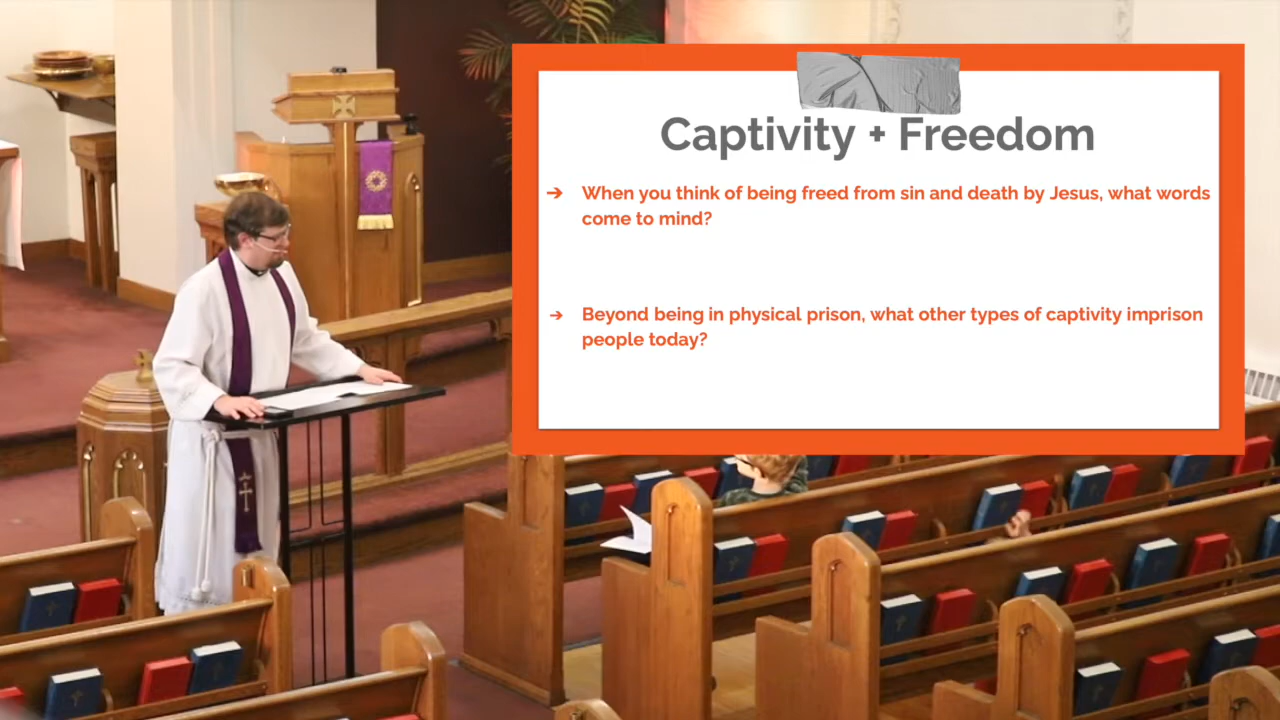 Captivity + Freedom
➔ When you think of being freed from sin and death by Jesus, what words
come to mind?
➔ Beyond being in physical prison, what other types of captivity imprison
people today?